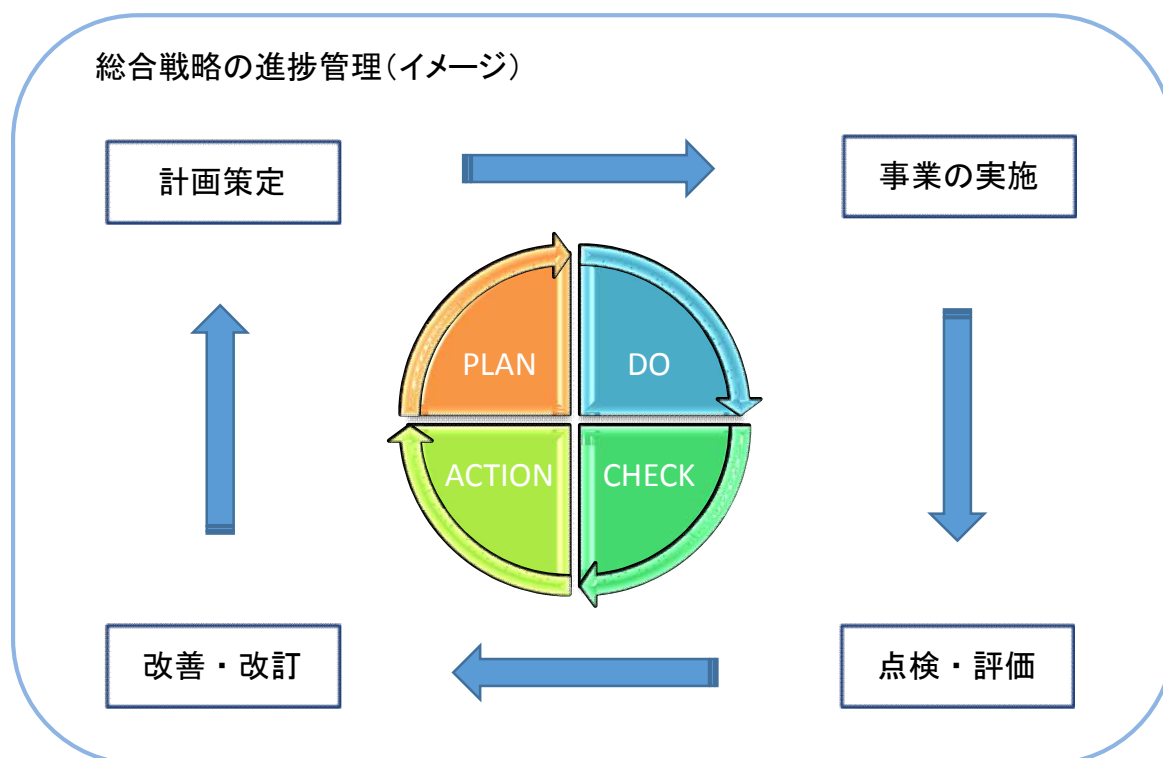 総合戦略の進捗管理(イメージ)
計画策定
事業の実施
PLAN
DO
ACTION
CHECK
改善・改訂
点検・評価